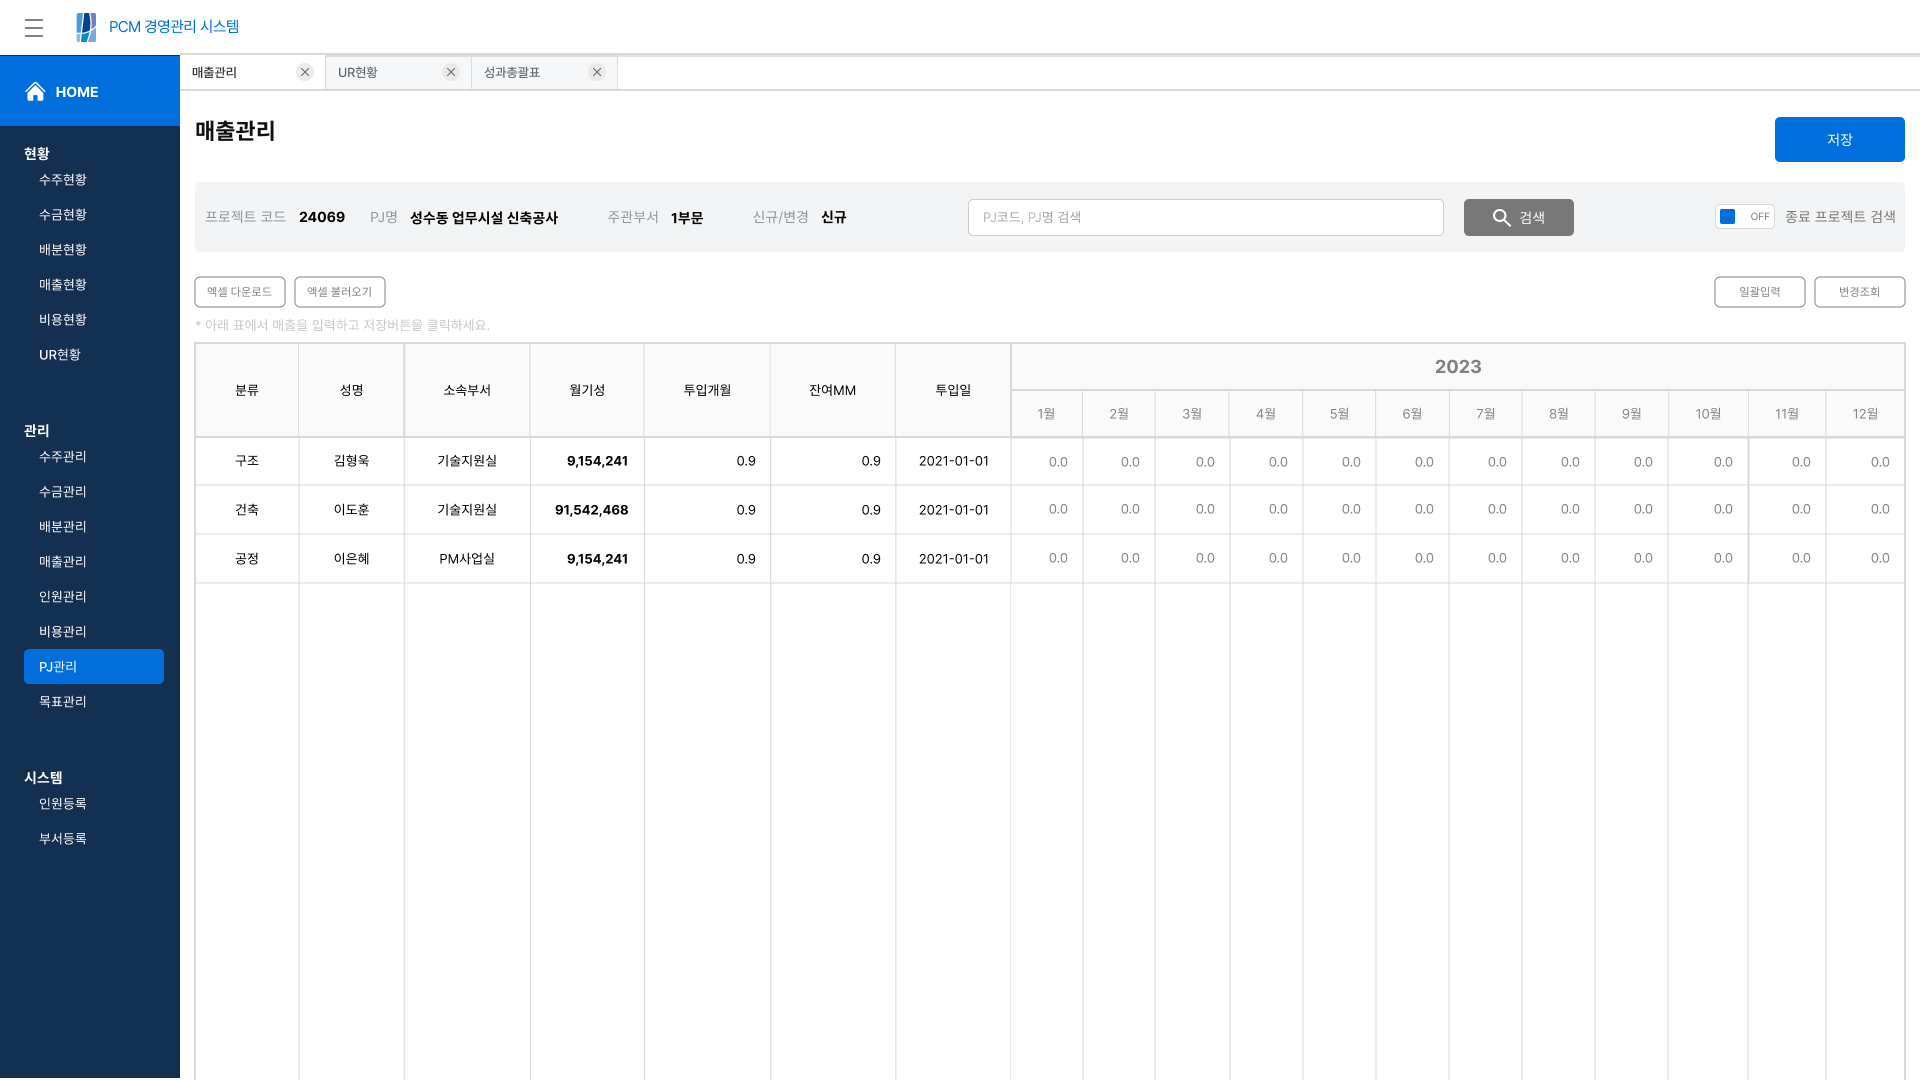 PCM 경영관리 시스템
HOME
현황
수주현황
수금현황
배분현황
매출현황
비용현황
UR현황
관리
수주관리
수금관리
배분관리
매출관리
인원관리
비용관리
PJ관리
목표관리
시스템
인원등록
부서등록
매출관리 UR현황 성과총괄표
매출관리
저장
프로젝트 코드 24069 PJ명 성수동 업무시설 신축공사 주관부서 1부문 신규/변경 신규 PJ코드, PJ명 검색 검색 OFF 종료 프로젝트 검색
엑셀 다운로드 엑셀 불러오기 일괄입력 변경조회
* 아래 표에서 매출을 입력하고 저장버튼을 클릭하세요.
분류 성명 소속부서 월기성 투입개월 잔여MM 투입일 2023
1월 2월 3월 4월 5월 6월 7월 8월 9월 10월 11월 12월
구조 김형욱 기술지원실 9,154,241 0.9 0.9 2021-01-01 0.0 0.0 0.0 0.0 0.0 0.0 0.0 0.0 0.0 0.0 0.0 0.0
건축 이도훈 기술지원실 91,542,468 0.9 0.9 2021-01-01 0.0 0.0 0.0 0.0 0.0 0.0 0.0 0.0 0.0 0.0 0.0 0.0
공정 이은혜 PM사업실 9,154,241 0.9 0.9 2021-01-01 0.0 0.0 0.0 0.0 0.0 0.0 0.0 0.0 0.0 0.0 0.0 0.0